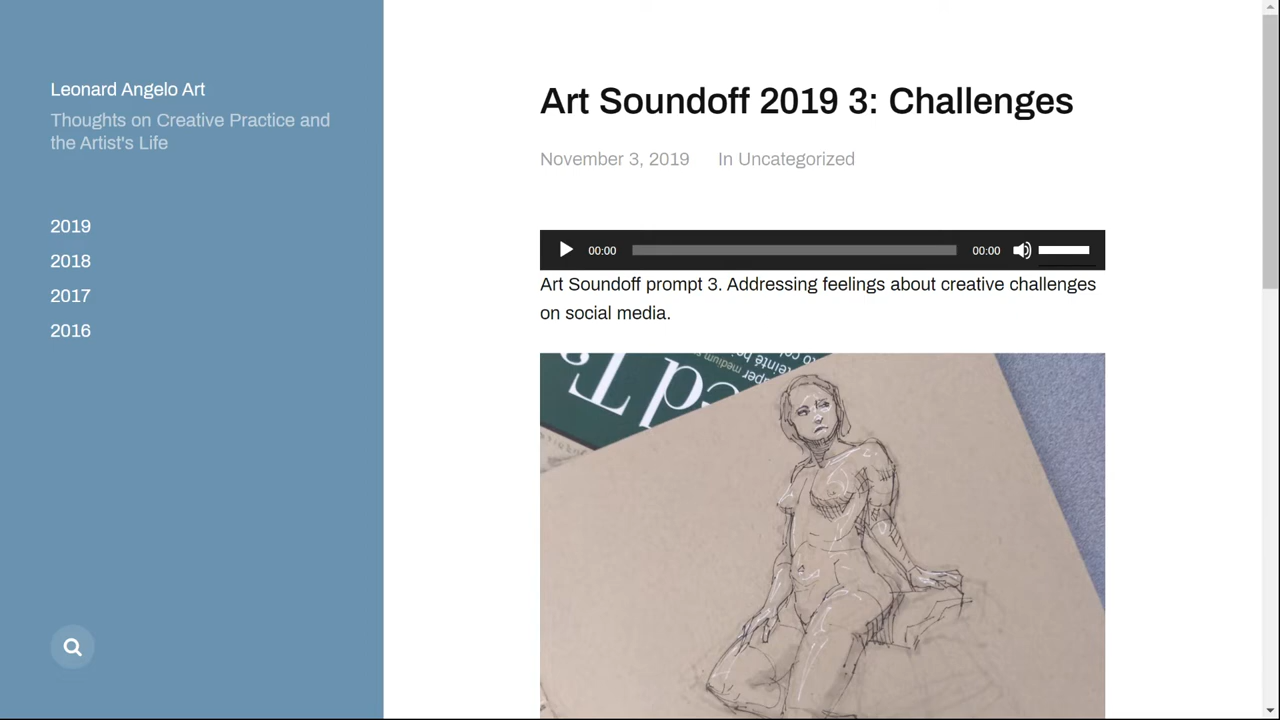 Leonard Angelo Art
Thoughts on Creative Practice and
the Artist's Life
2019
2018
2017
2016
Art Soundoff 2019 3: Challenges
November 3, 2019 In Uncategorized
00:00 00:00
Art Soundoff prompt 3. Addressing feelings about creative challenges
on social media.